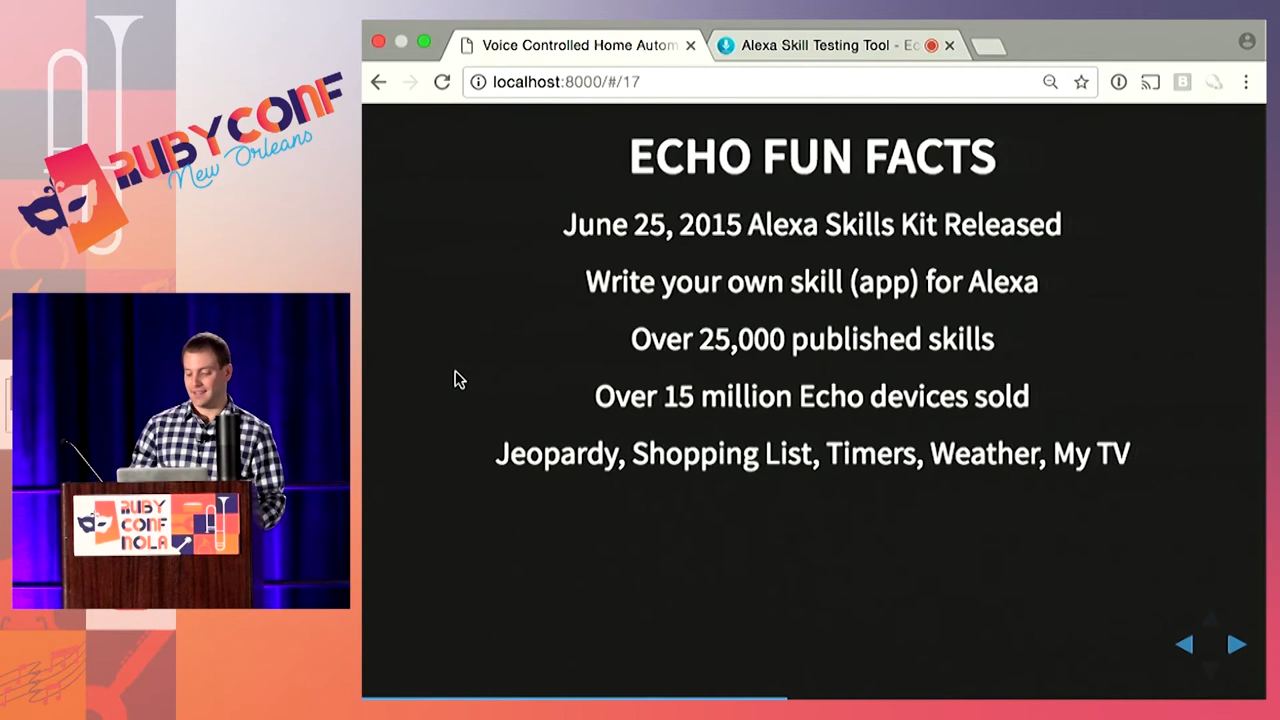 RUBYCONF
New Orleans
Voice Controlled Home Autom
Alexa Skill Testing Tool - Ec
localhost:8000/#/17
ECHO FUN FACTS
June 25, 2015 Alexa Skills Kit Released
Write your own skill (app) for Alexa
Over 25,000 published skills
Over 15 million Echo devices sold
Jeopardy, Shopping List, Timers, Weather, My TV
RUBY
CONF
NOLA